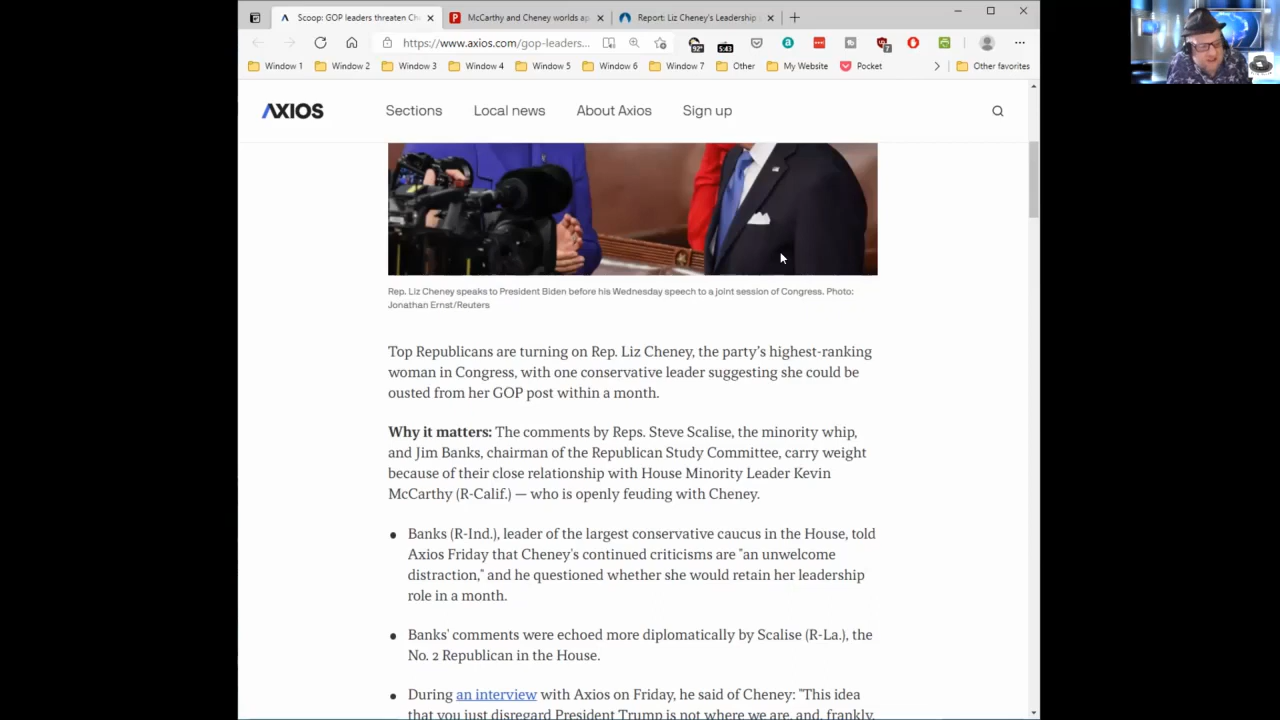 Scoop: GOP leaders threaten Ch
McCarthy and Cheney worlds ap
Report: Liz Cheney's Leadership
https://www.axios.com/gop-leaders...
92°
5:43
7
Window 1
Window 2
Window 3
Window 4
Window 5
Window 6
Window 7
Other
My Website
Pocket
Other favorites
AXIOS
Sections
Local news
About Axios
Sign up
Rep. Liz Cheney speaks to President Biden before his Wednesday speech to a joint session of Congress. Photo:
Jonathan Ernst/Reuters
Top Republicans are turning on Rep. Liz Cheney, the party's highest-ranking
woman in Congress, with one conservative leader suggesting she could be
ousted from her GOP post within a month.
Why it matters: The comments by Reps. Steve Scalise, the minority whip,
and Jim Banks, chairman of the Republican Study Committee, carry weight
because of their close relationship with House Minority Leader Kevin
McCarthy (R-Calif.) — who is openly feuding with Cheney.
Banks (R-Ind.), leader of the largest conservative caucus in the House, told
Axios Friday that Cheney's continued criticisms are "an unwelcome
distraction," and he questioned whether she would retain her leadership
role in a month.
Banks' comments were echoed more diplomatically by Scalise (R-La.), the
No. 2 Republican in the House.
During an interview with Axios on Friday, he said of Cheney: "This idea
that you just disregard President Trump is not where we are, and, frankly,